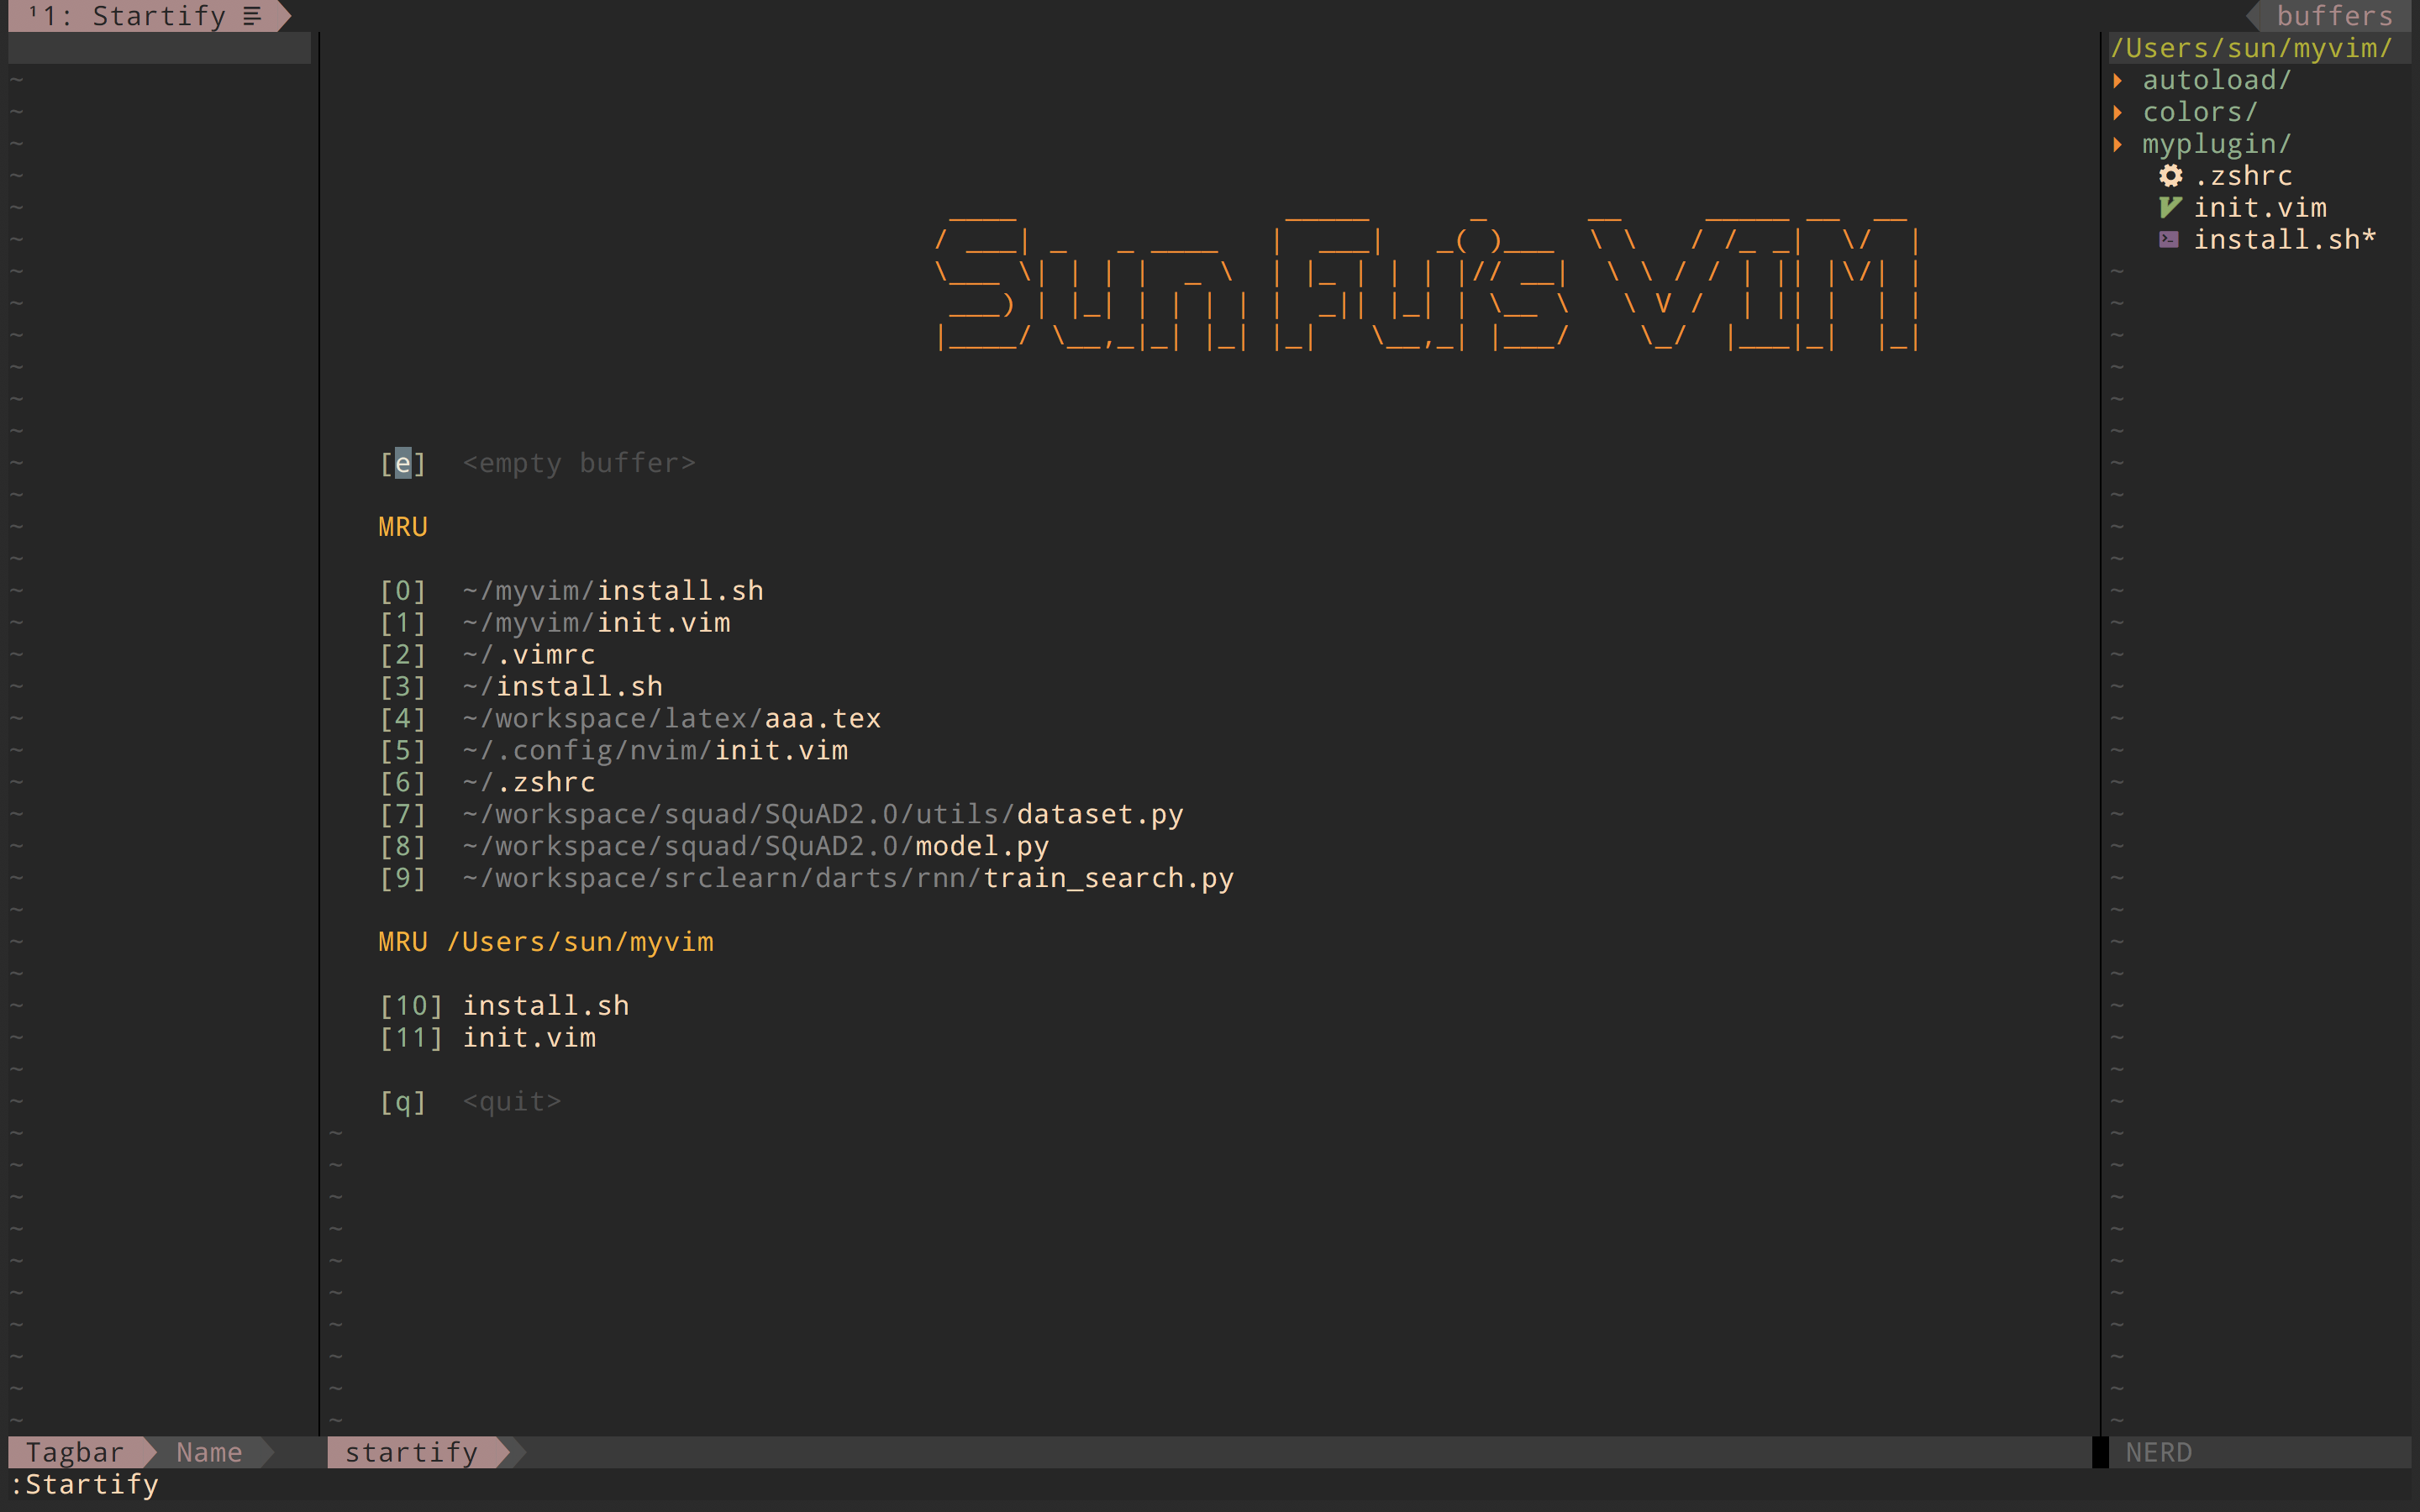 ¹1: Startify ☰
buffers
/Users/sun/myvim/
▸ autoload/
▸ colors/
▸ myplugin/
.zshrc
init.vim
install.sh*
Sun Fu's VIM
[e] <empty buffer>
MRU
[0] ~/myvim/install.sh
[1] ~/myvim/init.vim
[2] ~/.vimrc
[3] ~/install.sh
[4] ~/workspace/latex/aaa.tex
[5] ~/.config/nvim/init.vim
[6] ~/.zshrc
[7] ~/workspace/squad/SQuAD2.0/utils/dataset.py
[8] ~/workspace/squad/SQuAD2.0/model.py
[9] ~/workspace/srclearn/darts/rnn/train_search.py
MRU /Users/sun/myvim
[10] install.sh
[11] init.vim
[q] <quit>
Tagbar Name startify NERD
:Startify